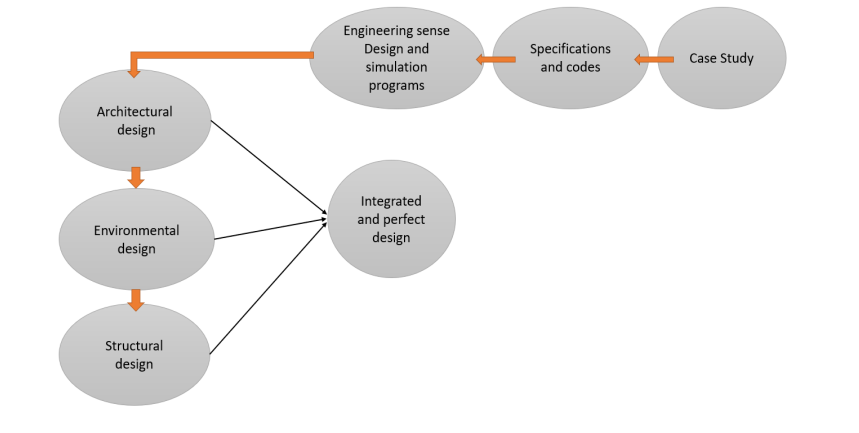 Engineering sense
Design and
simulation
programs
Specifications
and codes
Case Study
Architectural
design
Environmental
design
Integrated
and perfect
design
Structural
design